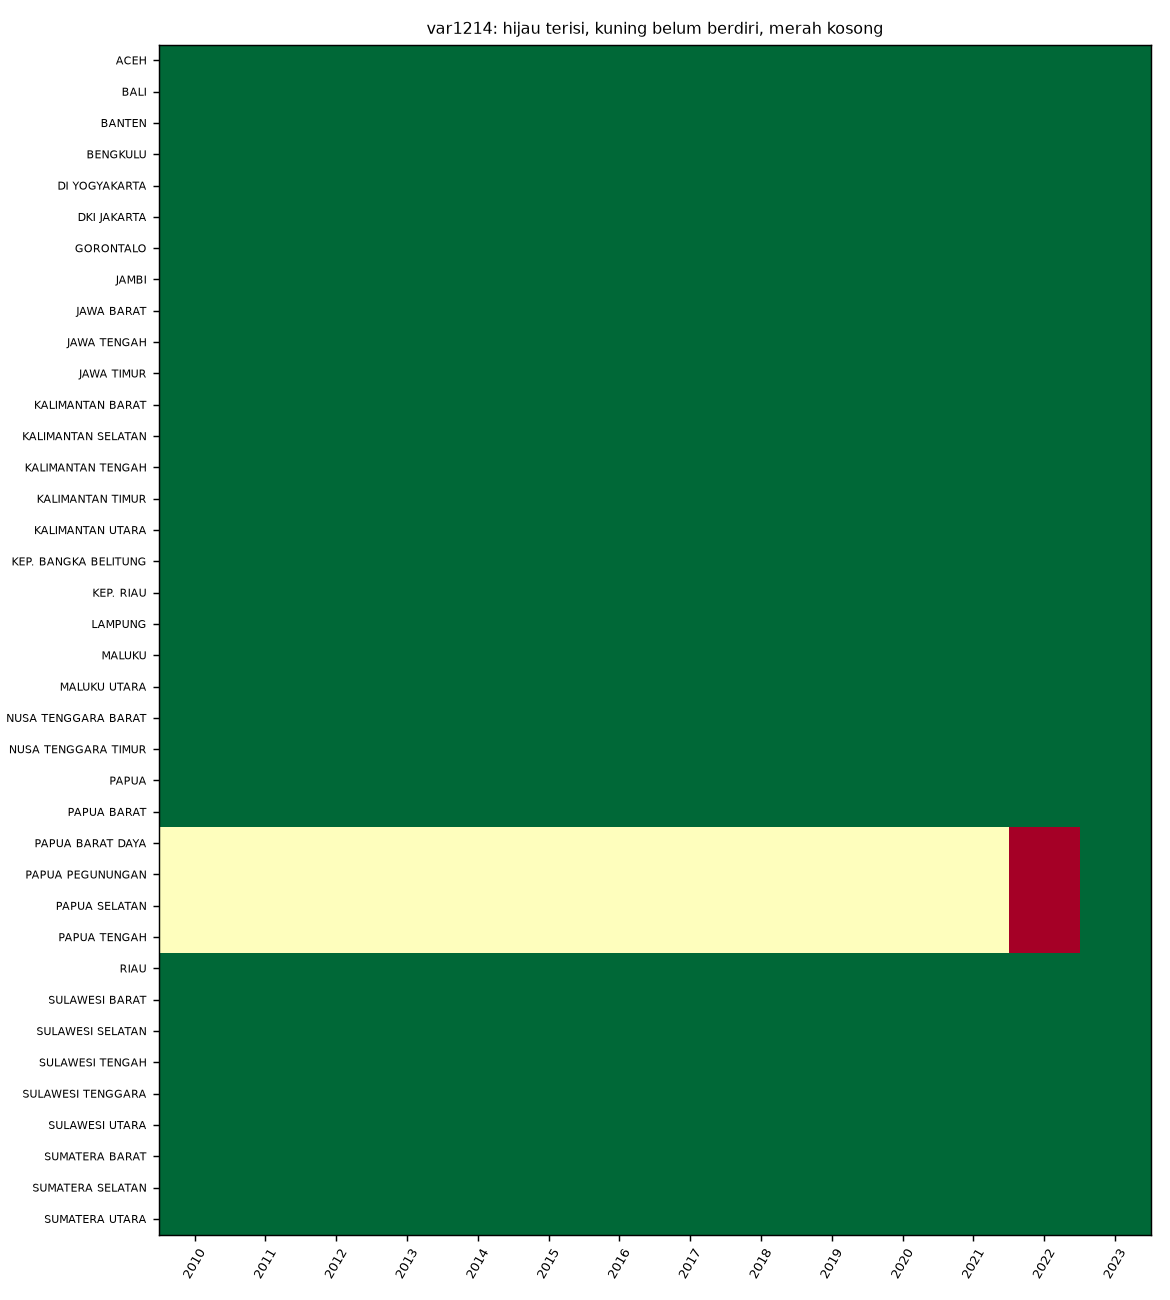 var1214: hijau terisi, kuning belum berdiri, merah kosong
ACEH
BALI
BANTEN
BENGKULU
DI YOGYAKARTA
DKI JAKARTA
GORONTALO
JAMBI
JAWA BARAT
JAWA TENGAH
JAWA TIMUR
KALIMANTAN BARAT
KALIMANTAN SELATAN
KALIMANTAN TENGAH
KALIMANTAN TIMUR
KALIMANTAN UTARA
KEP. BANGKA BELITUNG
KEP. RIAU
LAMPUNG
MALUKU
MALUKU UTARA
NUSA TENGGARA BARAT
NUSA TENGGARA TIMUR
PAPUA
PAPUA BARAT
PAPUA BARAT DAYA
PAPUA PEGUNUNGAN
PAPUA SELATAN
PAPUA TENGAH
RIAU
SULAWESI BARAT
SULAWESI SELATAN
SULAWESI TENGAH
SULAWESI TENGGARA
SULAWESI UTARA
SUMATERA BARAT
SUMATERA SELATAN
SUMATERA UTARA
2010 2011 2012 2013 2014 2015 2016 2017 2018 2019 2020 2021 2022 2023